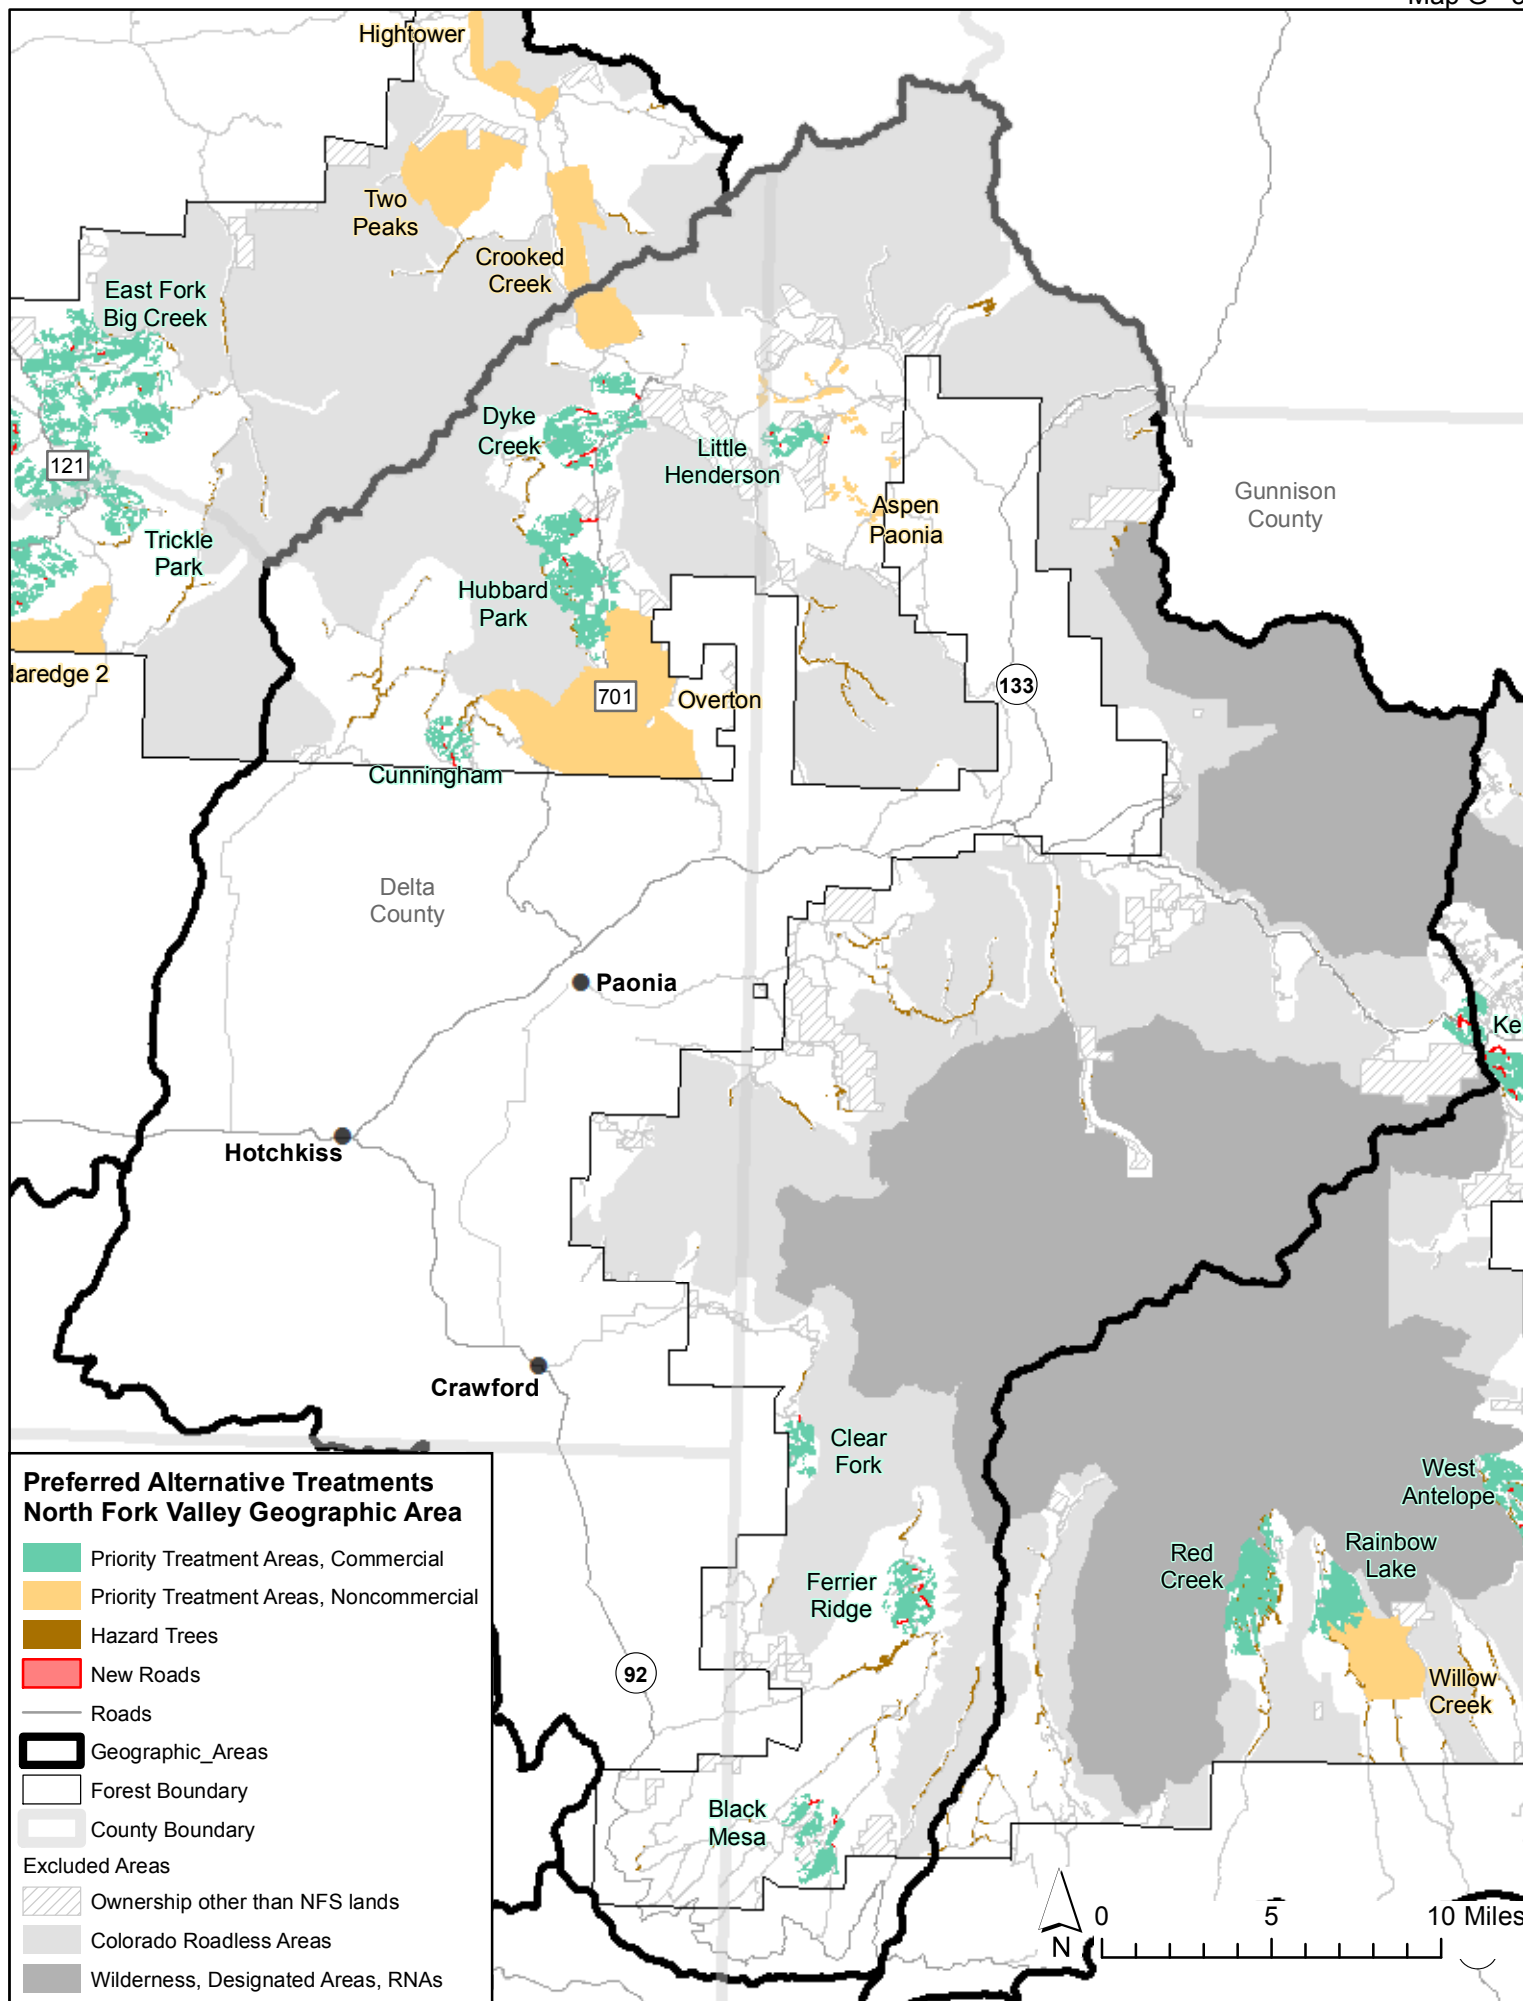 Hightower
Two
Peaks
Crooked
Creek
East Fork
Big Creek
Dyke
Creek
Little
Henderson
121
Gunnison
County
Aspen
Paonia
Trickle
Park
Hubbard
Park
laredge 2
133
701
Overton
Cunningham
Delta
County
Paonia
Ke
Hotchkiss
Crawford
Clear
Fork
West
Antelope
Red
Creek
Rainbow
Lake
Ferrier
Ridge
92
Willow
Creek
Black
Mesa
Preferred Alternative Treatments
North Fork Valley Geographic Area
Priority Treatment Areas, Commercial
Priority Treatment Areas, Noncommercial
Hazard Trees
New Roads
Roads
Geographic_Areas
Forest Boundary
County Boundary
Excluded Areas
Ownership other than NFS lands
Colorado Roadless Areas
Wilderness, Designated Areas, RNAs
N
0 5 10 Miles